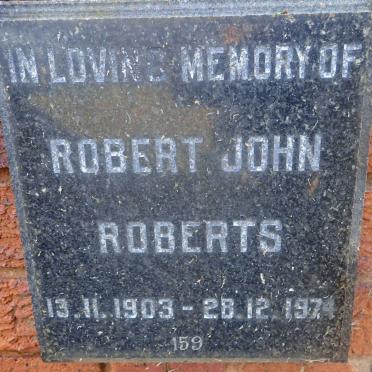 IN LOVING MEMORY OF
ROBERT JOHN
ROBERTS
13.11.1903 - 28.12.1974
159